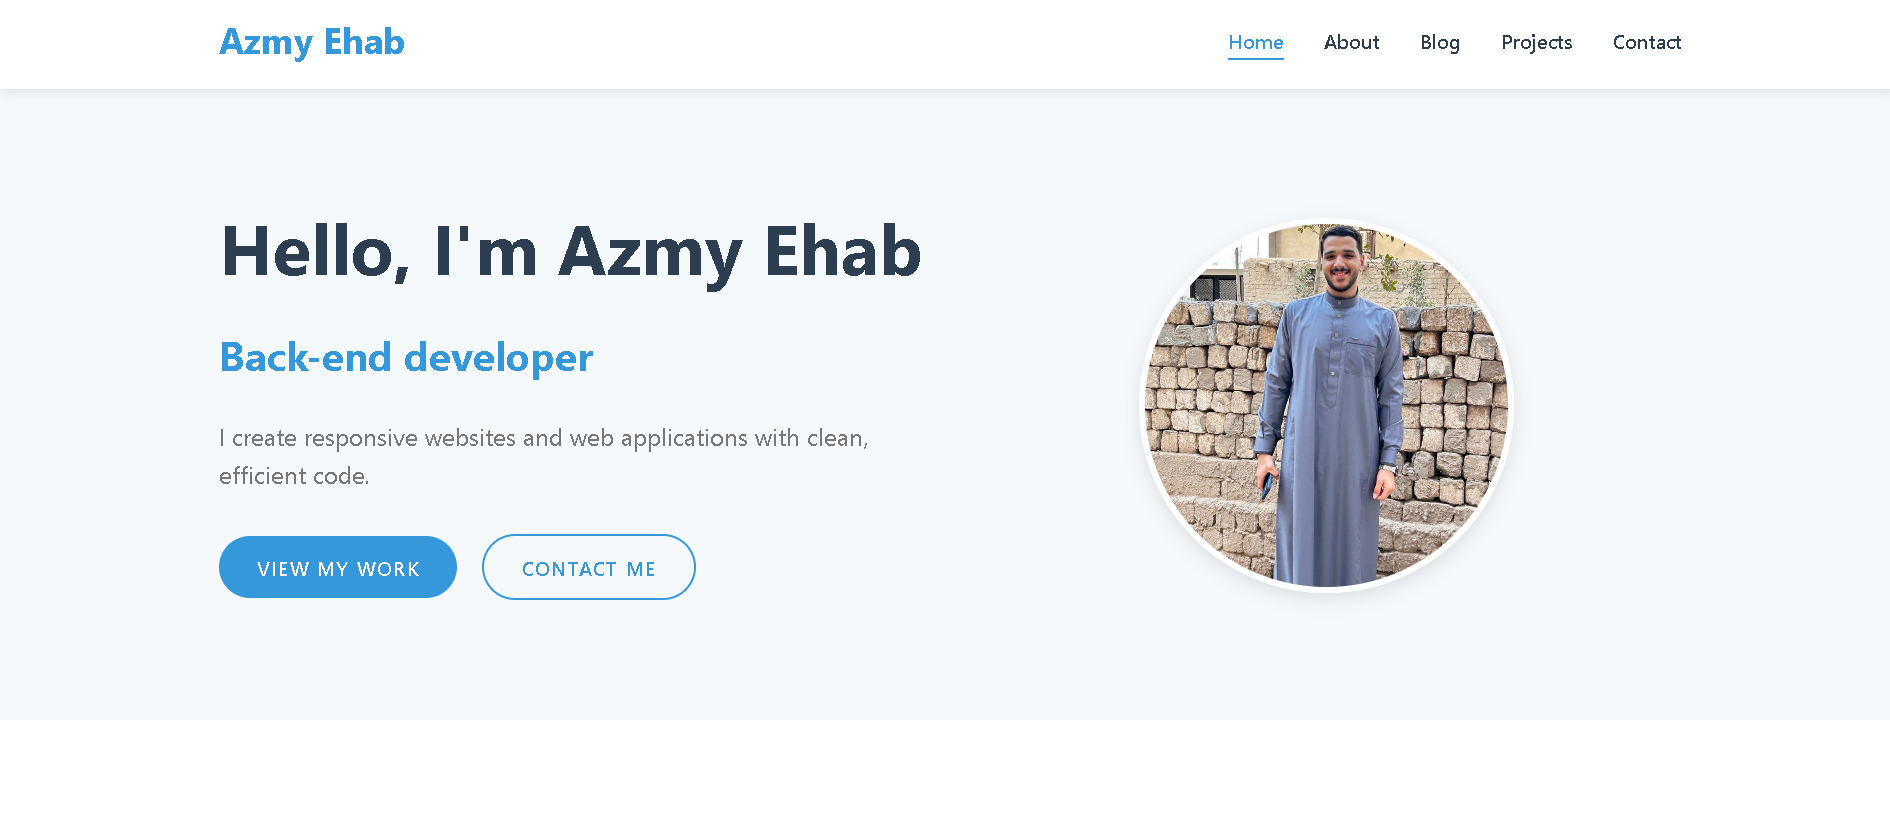 Azmy Ehab
Home About Blog Projects Contact
Hello, I'm Azmy Ehab
Back-end developer
I create responsive websites and web applications with clean,
efficient code.
VIEW MY WORK
CONTACT ME